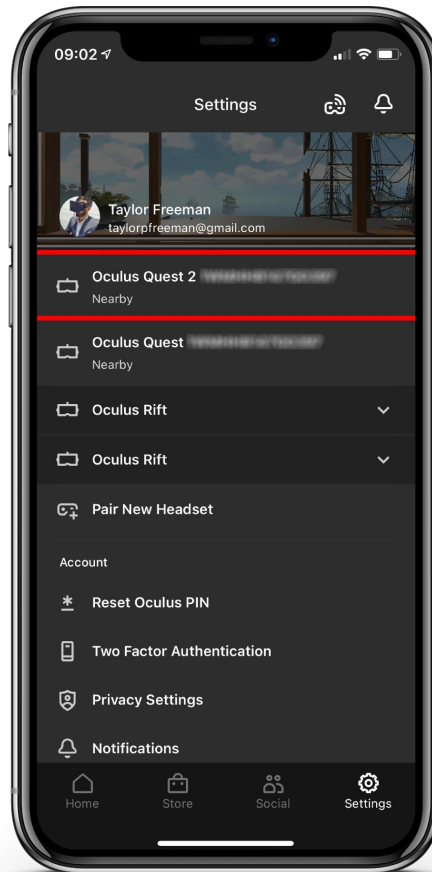 09:02
Settings
Taylor Freeman
taylorpfreeman@gmail.com
Oculus Quest 2
Nearby
Oculus Quest
Nearby
Oculus Rift
Oculus Rift
Pair New Headset
Account
Reset Oculus PIN
Two Factor Authentication
Privacy Settings
Notifications
Home
Store
Social
Settings